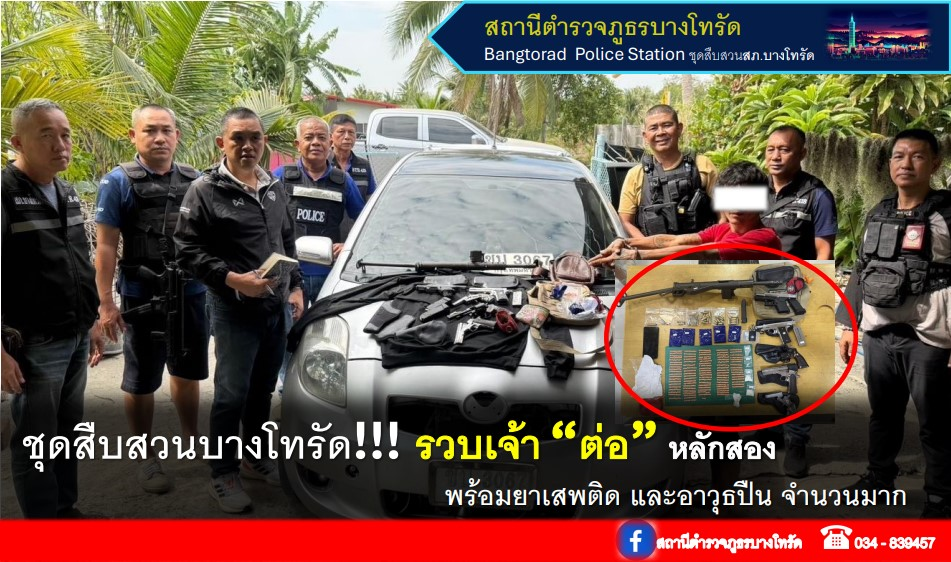 สถานีตำรวจภูธรบางโทรัด
Bangtorad Police Station ชุดสืบสวนสภ.บางโทรัด
POLICE
ชุดสืบสวนบางโทรัด!!! รวบเจ้า “ต่อ” หลักสอง
พร้อมยาเสพติด และอาวุธปืน จำนวนมาก
f สถานีตำรวจภูธรบางโทรัด 034 - 839457